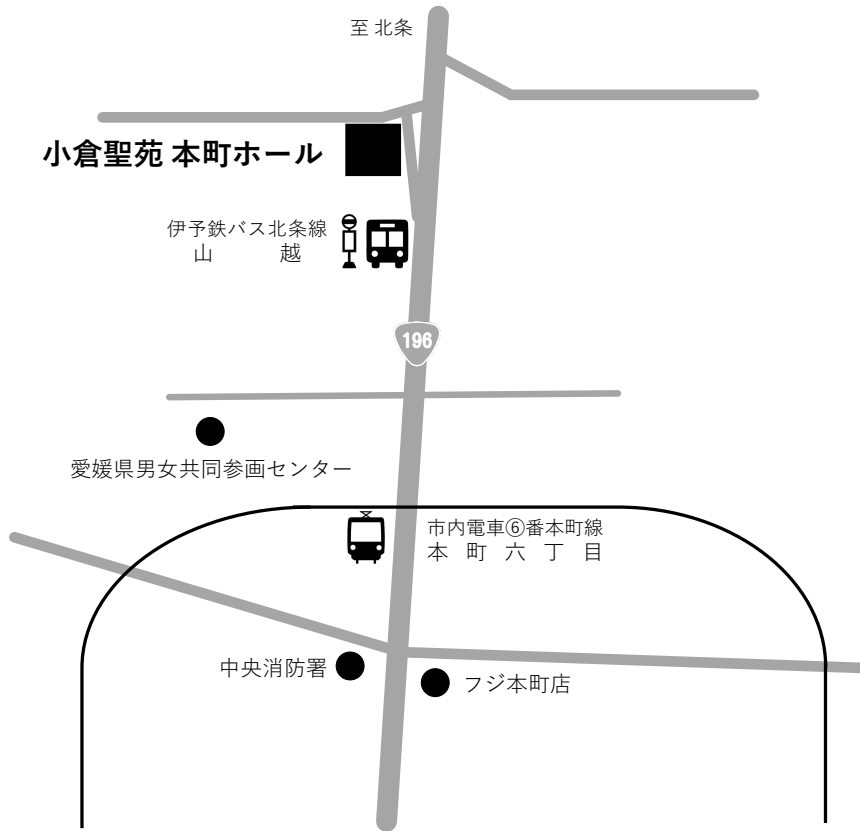 至 北条
小倉聖苑 本町ホール
伊予鉄バス北条線
山越
196
愛媛県男女共同参画センター
市内電車⑥番本町線
本町六丁目
中央消防署
フジ本町店